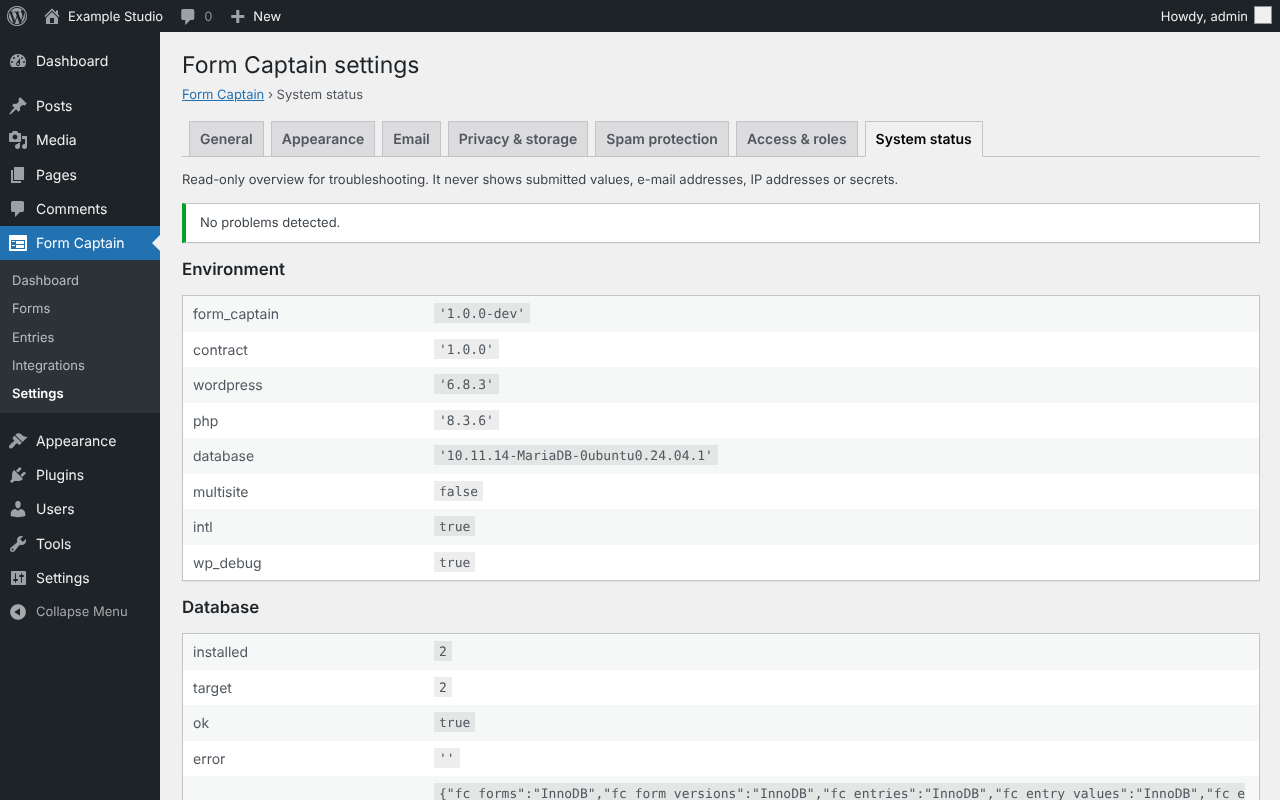 Example Studio 0 New Howdy, admin
Dashboard
Posts
Media
Pages
Comments
Form Captain
Dashboard
Forms
Entries
Integrations
Settings
Appearance
Plugins
Users
Tools
Settings
Collapse Menu
Form Captain settings
Form Captain › System status
General Appearance Email Privacy & storage Spam protection Access & roles System status
Read-only overview for troubleshooting. It never shows submitted values, e-mail addresses, IP addresses or secrets.
No problems detected.
Environment
form_captain '1.0.0-dev'
contract '1.0.0'
wordpress '6.8.3'
php '8.3.6'
database '10.11.14-MariaDB-0ubuntu0.24.04.1'
multisite false
intl true
wp_debug true
Database
installed 2
target 2
ok true
error ''
{"fc_forms":"InnoDB","fc_form_versions":"InnoDB","fc_entries":"InnoDB","fc_entry_values":"InnoDB","fc_e